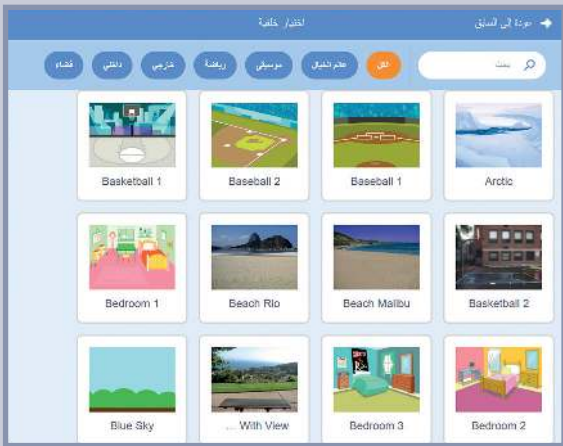 عودة إلى السابق
اختيار خلفية
بحث
الكل عالم الخيال موسيقى رياضة خارجي داخلي فضاء
Arctic Baseball 1 Baseball 2 Basketball 1
Basketball 2 Beach Malibu Beach Rio Bedroom 1
Bedroom 2 Bedroom 3 ... With View Blue Sky